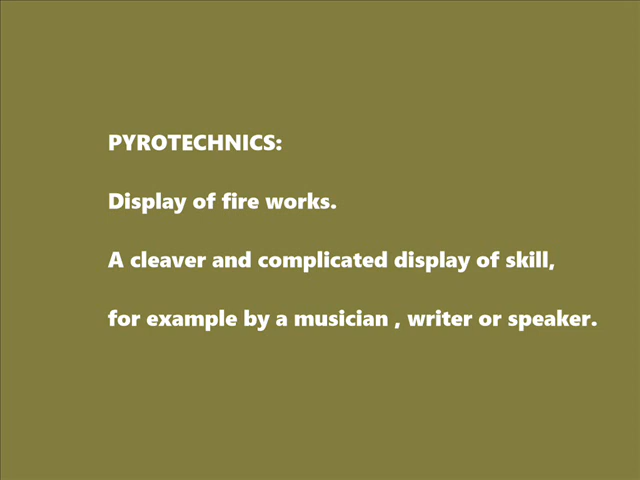 PYROTECHNICS:
Display of fire works.
A cleaver and complicated display of skill,
for example by a musician , writer or speaker.